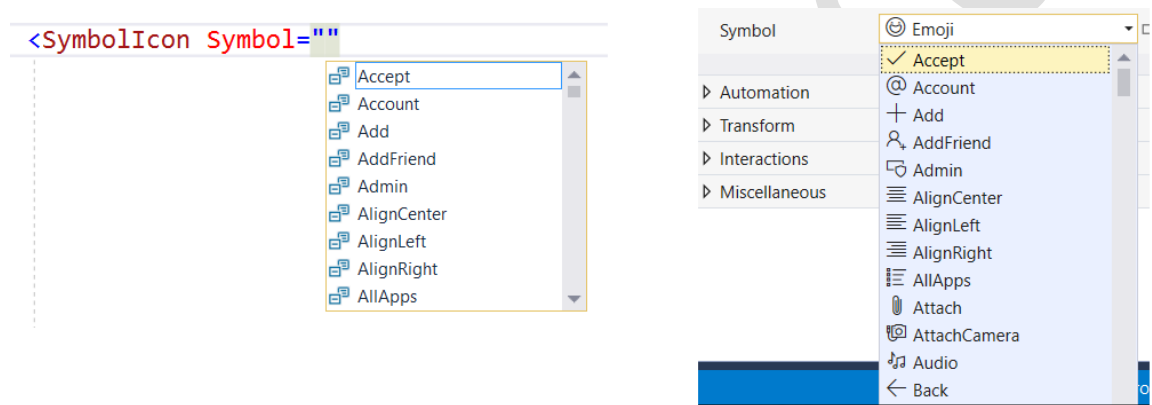 <SymbolIcon Symbol=""
Accept
Account
Add
AddFriend
Admin
AlignCenter
AlignLeft
AlignRight
AllApps
Symbol
Emoji
Automation
Transform
Interactions
Miscellaneous
Accept
Account
Add
AddFriend
Admin
AlignCenter
AlignLeft
AlignRight
AllApps
Attach
AttachCamera
Audio
Back